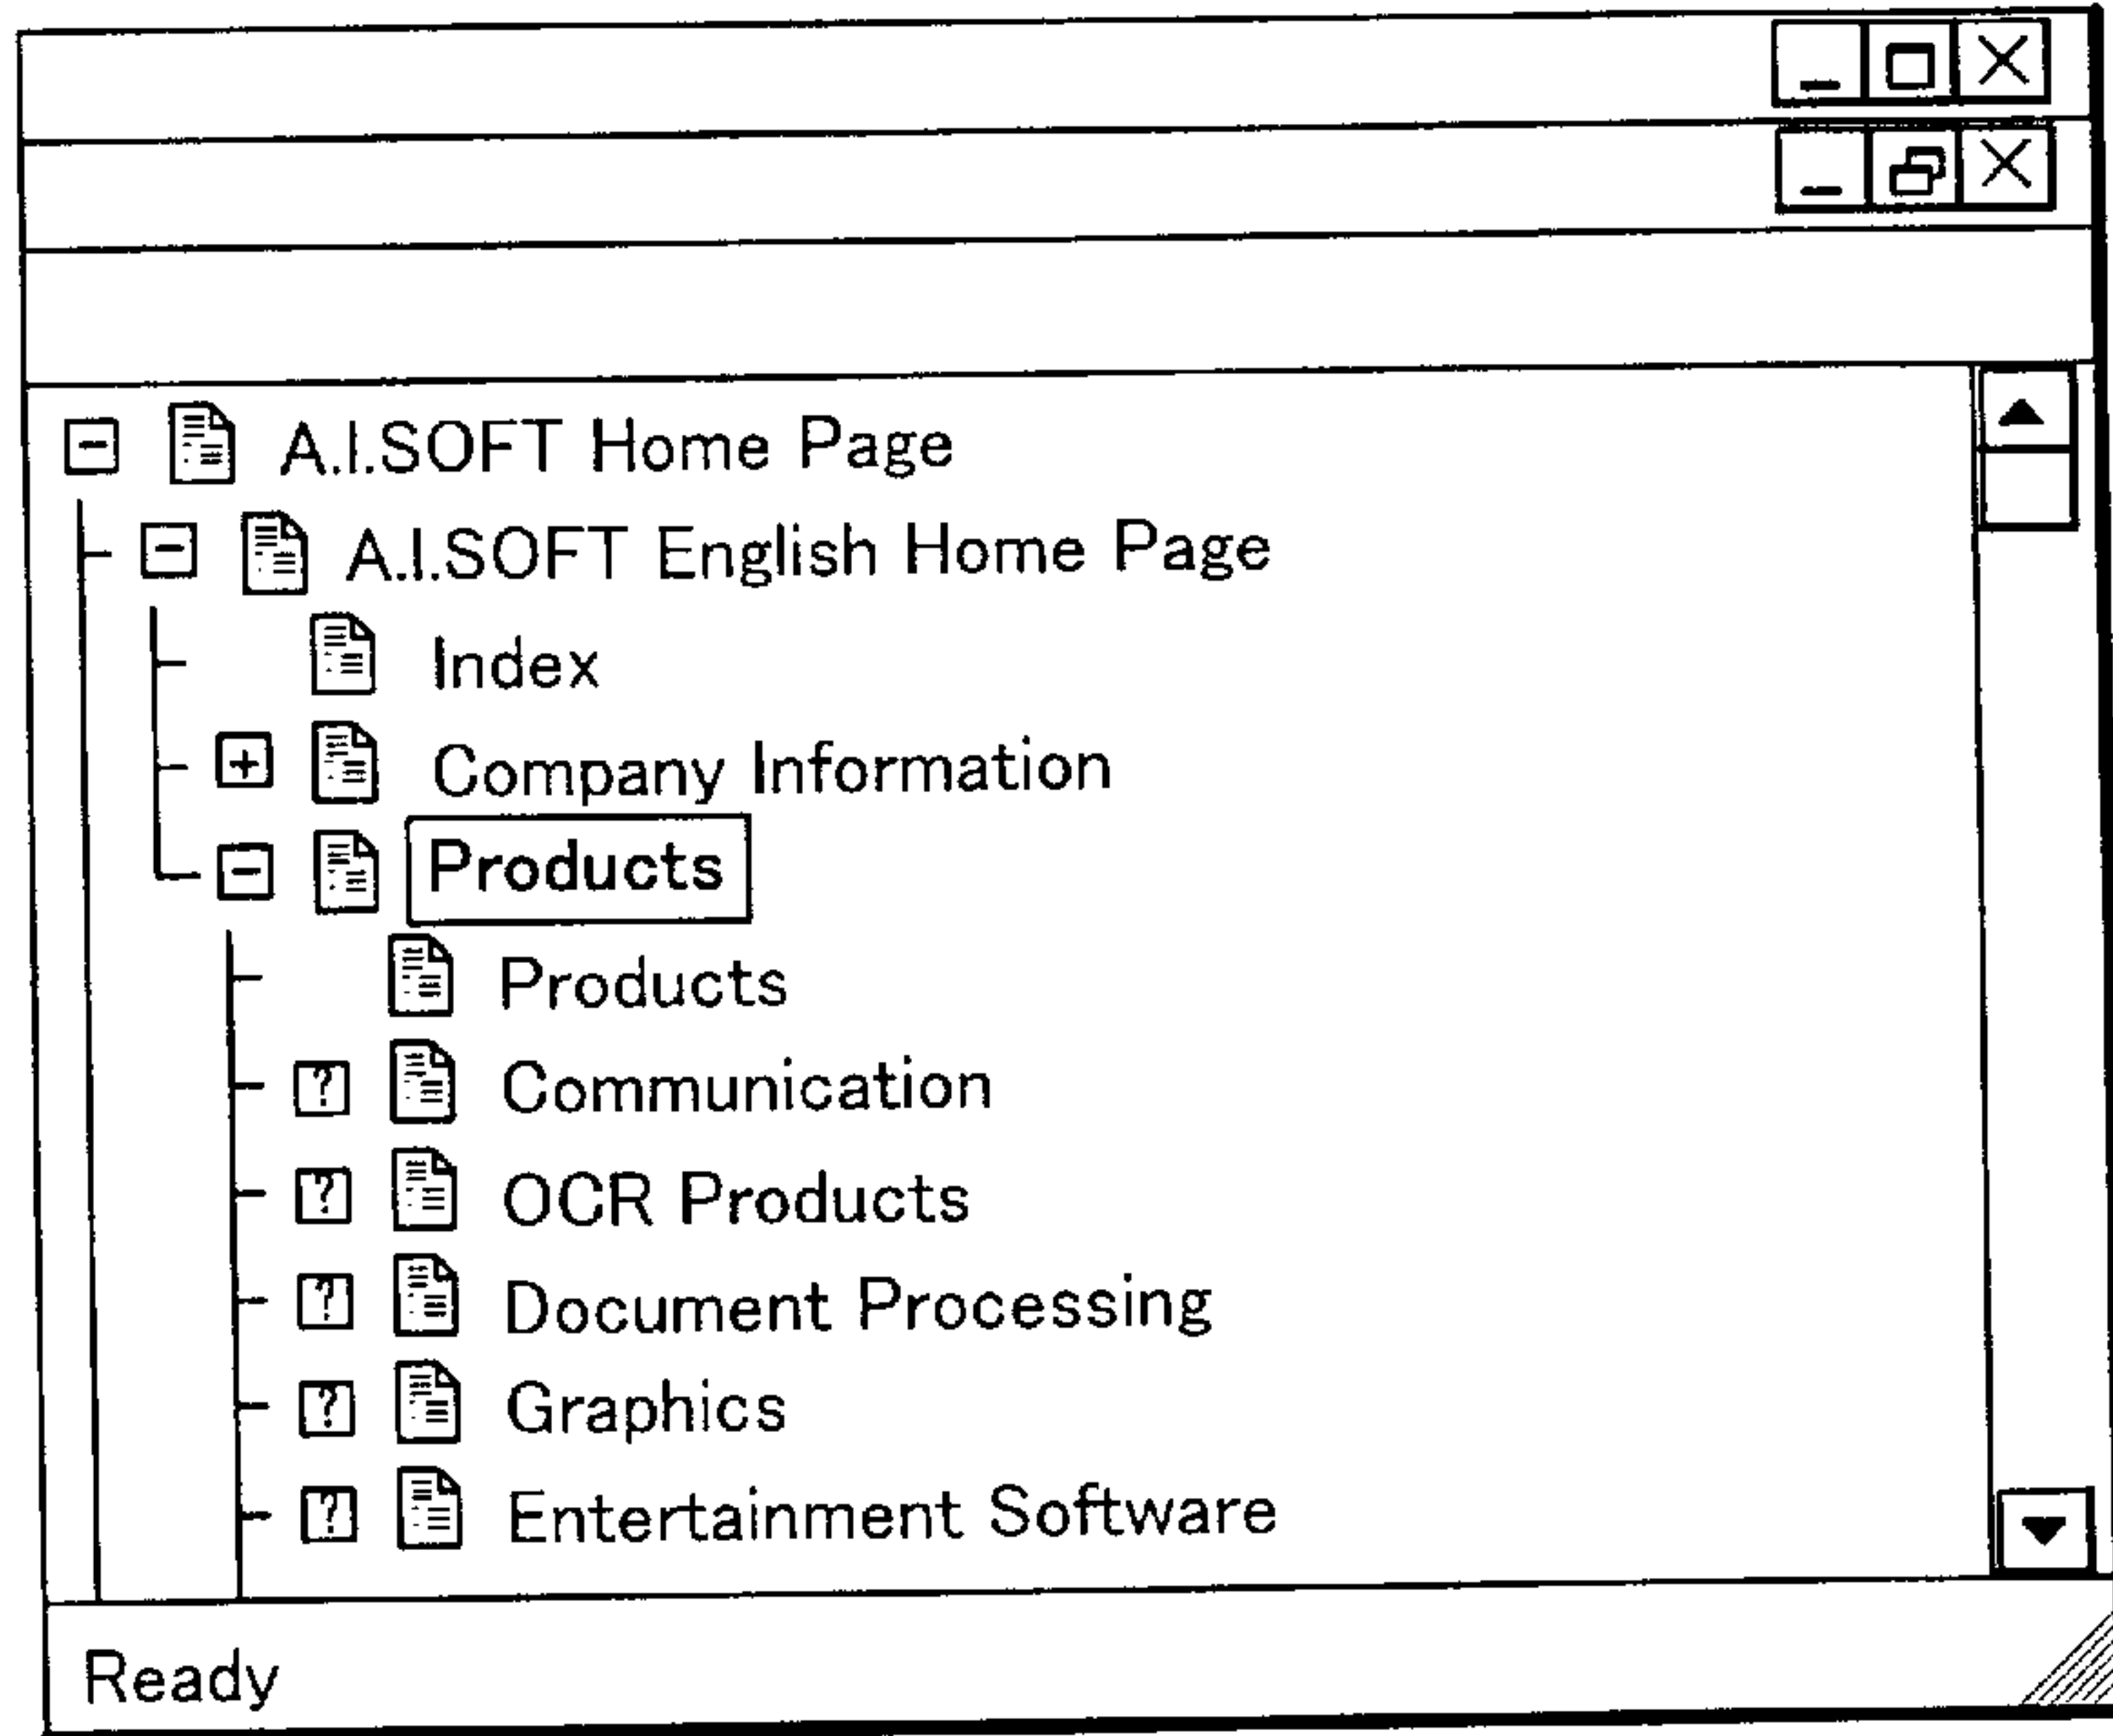 A.I.SOFT Home Page
A.I.SOFT English Home Page
Index
Company Information
Products
Products
? Communication
? OCR Products
? Document Processing
? Graphics
? Entertainment Software
Ready